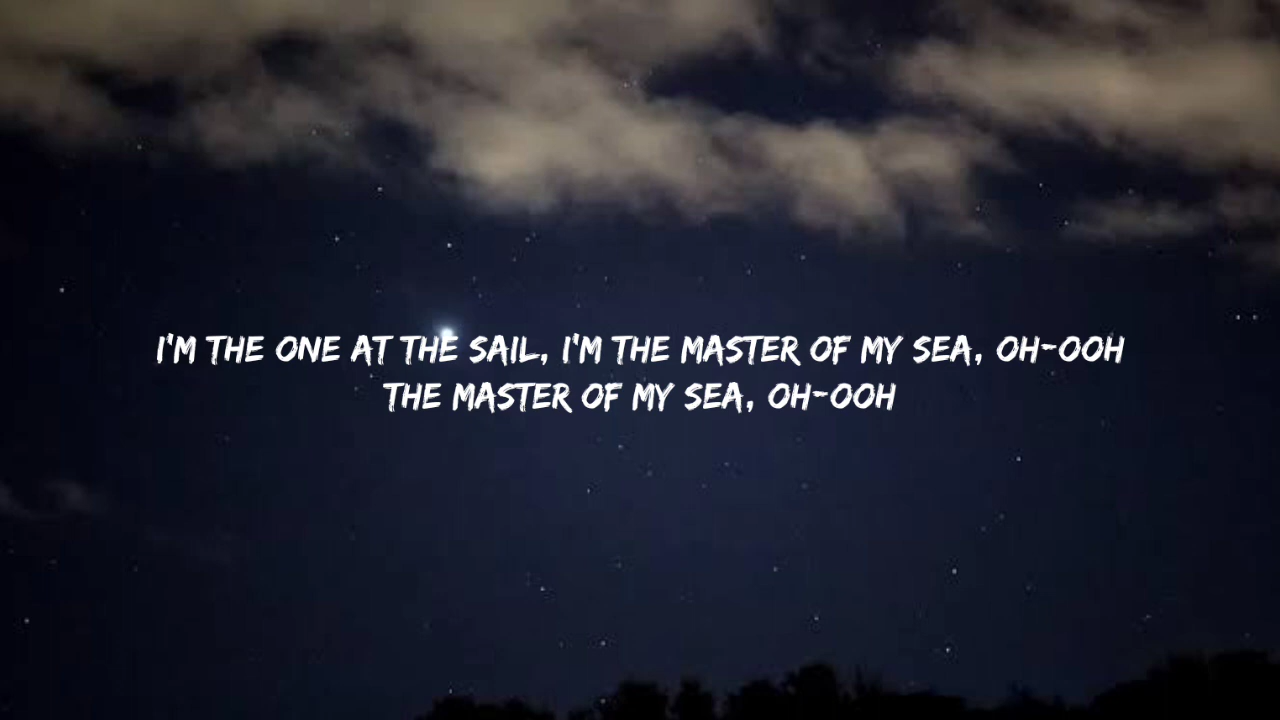 I'M THE ONE AT THE SAIL, I'M THE MASTER OF MY SEA, OH-OOH
THE MASTER OF MY SEA, OH-OOH